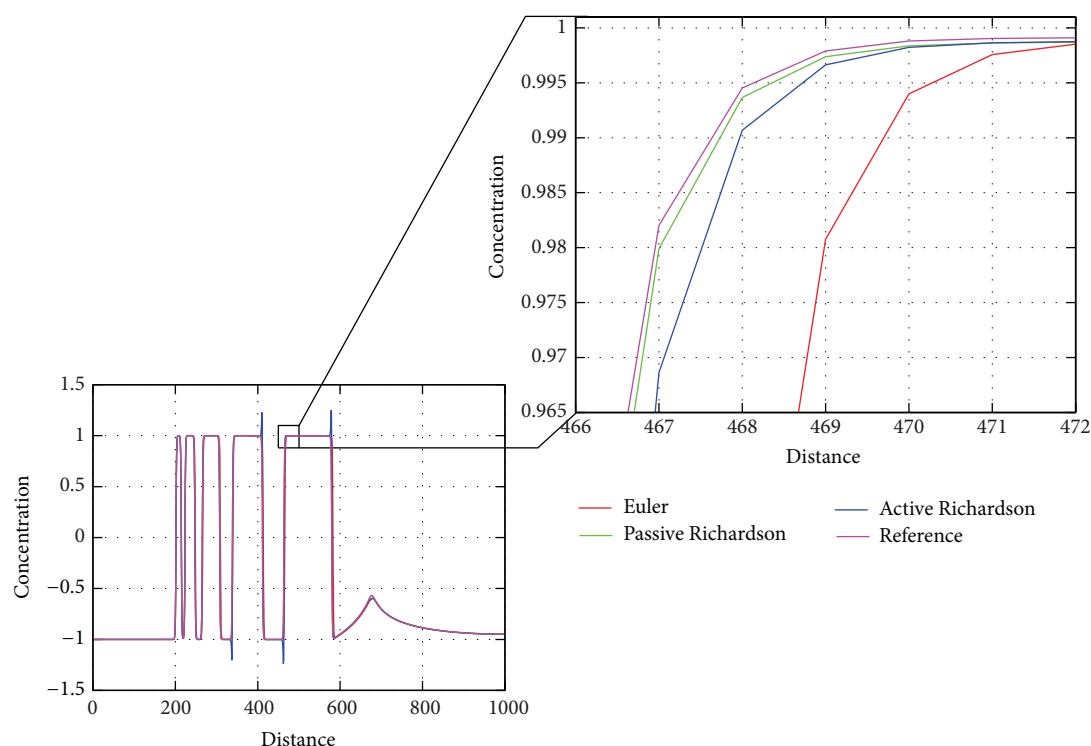 1
0.995
0.99
0.985
0.98
0.975
0.97
0.965
Concentration
466 467 468 469 470 471 472
Distance
Euler
Passive Richardson
Active Richardson
Reference
1.5
1
0.5
0
−0.5
−1
−1.5
Concentration
0 200 400 600 800 1000
Distance